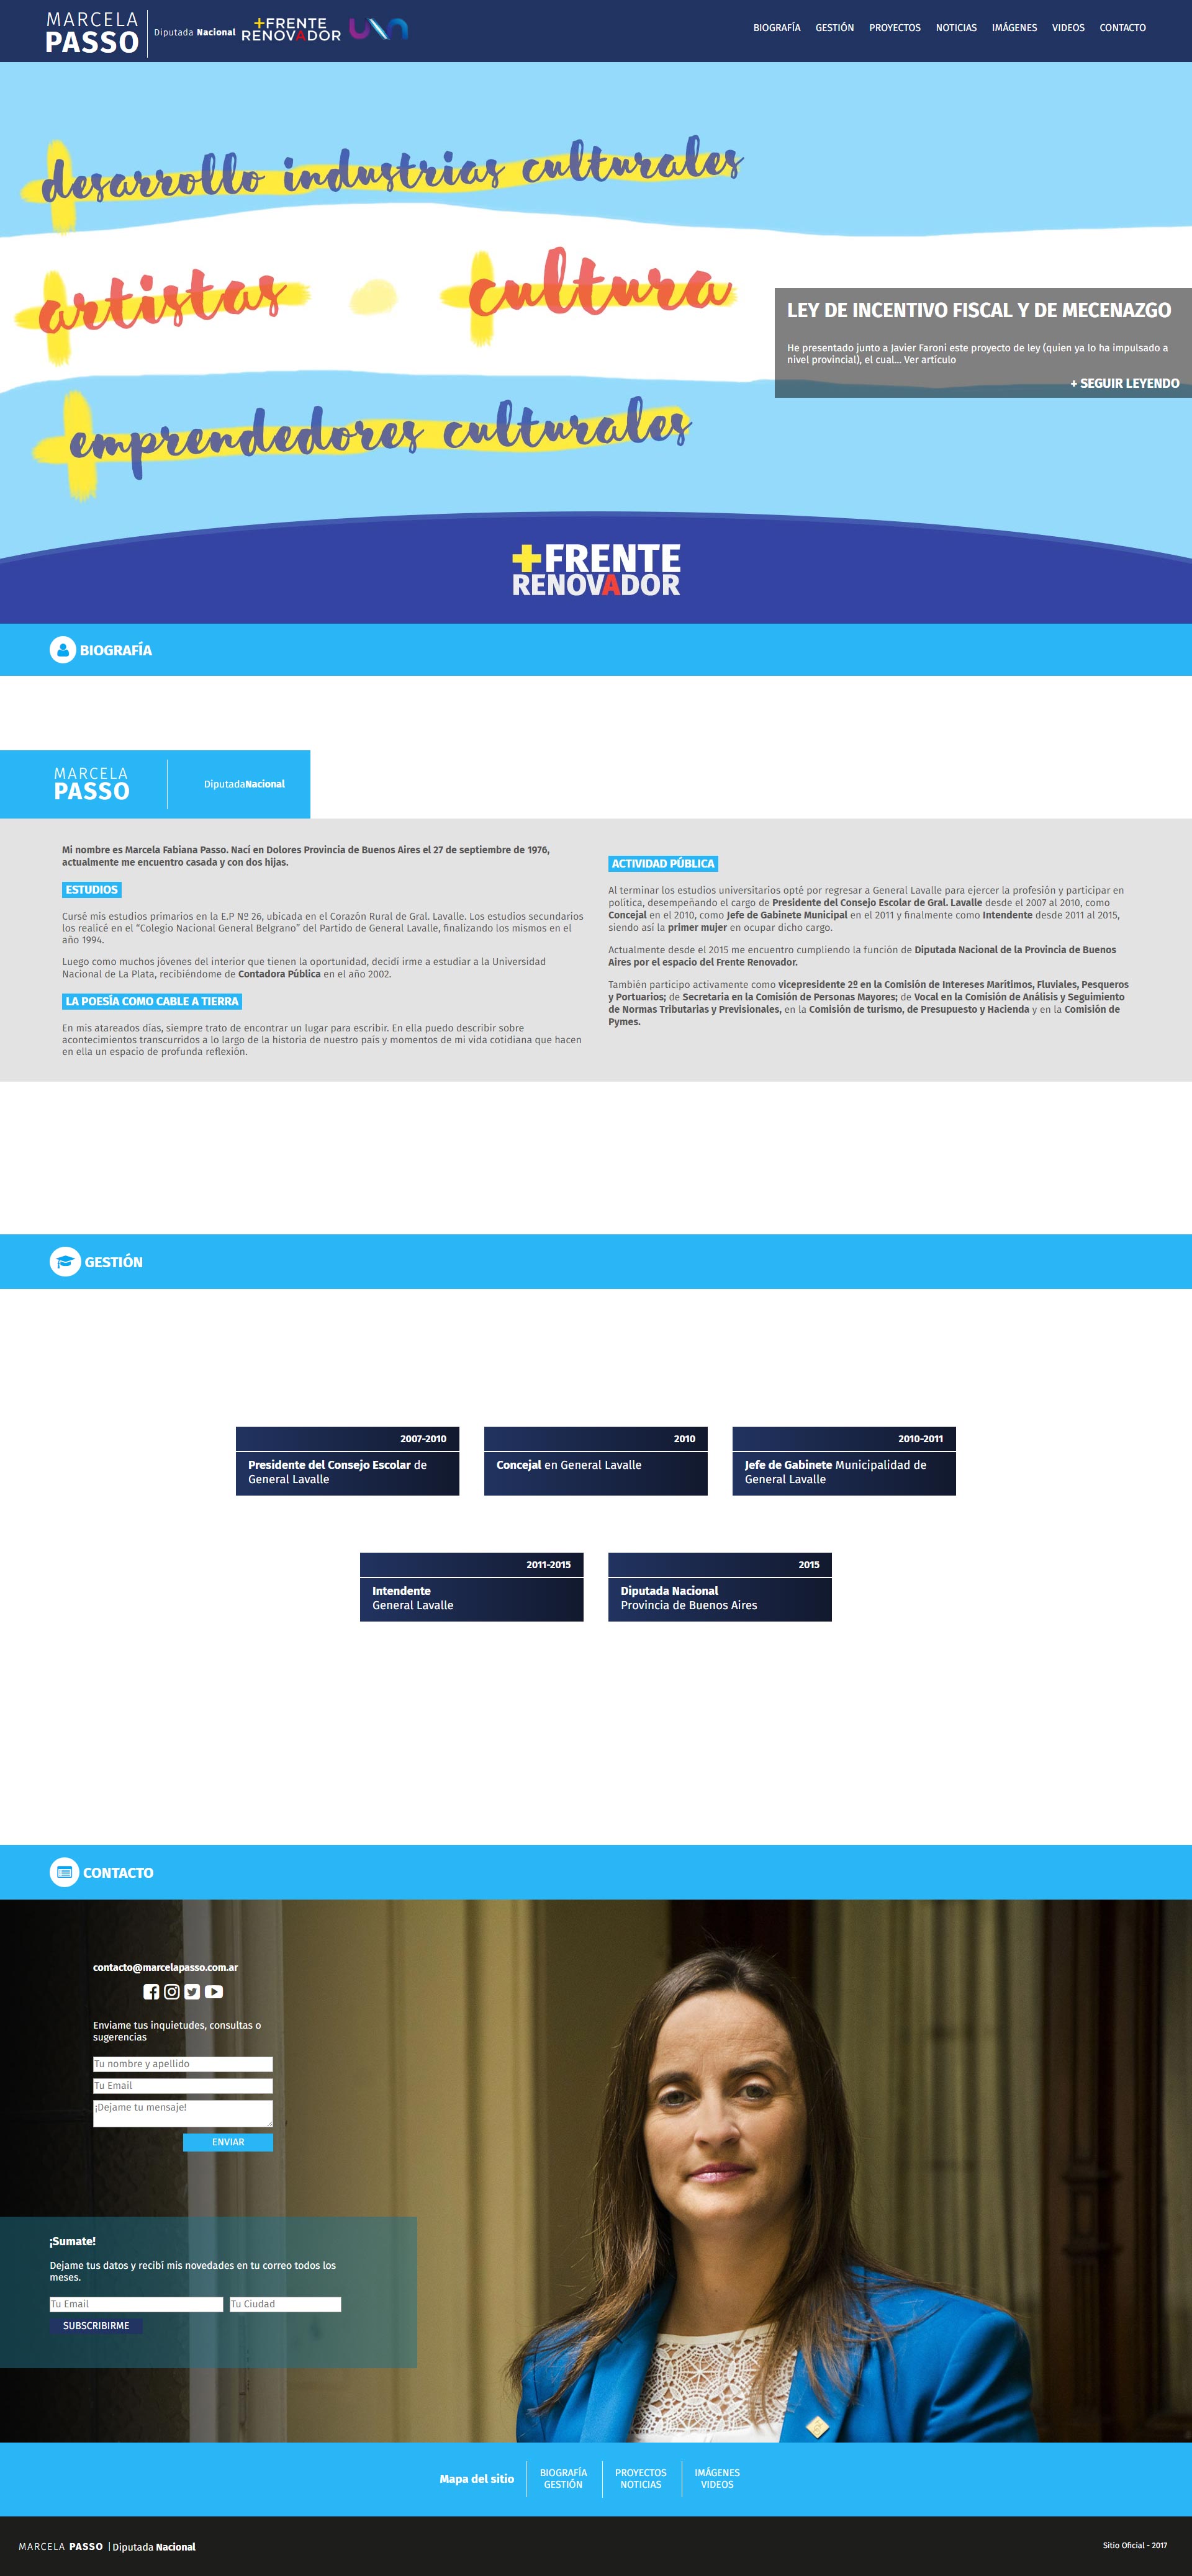 MARCELA
PASSO
Diputada Nacional
+FRENTE
RENOVADOR
BIOGRAFÍA
GESTIÓN
PROYECTOS
NOTICIAS
IMÁGENES
VIDEOS
CONTACTO
desarrollo industrias culturales
artistas
cultura
emprendedores culturales
LEY DE INCENTIVO FISCAL Y DE MECENAZGO
He presentado junto a Javier Faroni este proyecto de ley (quien ya lo ha impulsado a
nivel provincial), el cual... Ver artículo
+ SEGUIR LEYENDO
+FRENTE
RENOVADOR
BIOGRAFÍA
MARCELA
PASSO
DiputadaNacional
Mi nombre es Marcela Fabiana Passo. Nací en Dolores Provincia de Buenos Aires el 27 de septiembre de 1976,
actualmente me encuentro casada y con dos hijas.
ESTUDIOS
Cursé mis estudios primarios en la E.P Nº 26, ubicada en el Corazón Rural de Gral. Lavalle. Los estudios secundarios
los realicé en el “Colegio Nacional General Belgrano” del Partido de General Lavalle, finalizando los mismos en el
año 1994.
Luego como muchos jóvenes del interior que tienen la oportunidad, decidí irme a estudiar a la Universidad
Nacional de La Plata, recibiéndome de Contadora Pública en el año 2002.
LA POESÍA COMO CABLE A TIERRA
En mis atareados días, siempre trato de encontrar un lugar para escribir. En ella puedo describir sobre
acontecimientos transcurridos a lo largo de la historia de nuestro país y momentos de mi vida cotidiana que hacen
en ella un espacio de profunda reflexión.
ACTIVIDAD PÚBLICA
Al terminar los estudios universitarios opté por regresar a General Lavalle para ejercer la profesión y participar en
política, desempeñando el cargo de Presidente del Consejo Escolar de Gral. Lavalle desde el 2007 al 2010, como
Concejal en el 2010, como Jefe de Gabinete Municipal en el 2011 y finalmente como Intendente desde 2011 al 2015,
siendo así la primer mujer en ocupar dicho cargo.
Actualmente desde el 2015 me encuentro cumpliendo la función de Diputada Nacional de la Provincia de Buenos
Aires por el espacio del Frente Renovador.
También participo activamente como vicepresidente 2º en la Comisión de Intereses Marítimos, Fluviales, Pesqueros
y Portuarios; de Secretaria en la Comisión de Personas Mayores; de Vocal en la Comisión de Análisis y Seguimiento
de Normas Tributarias y Previsionales, en la Comisión de turismo, de Presupuesto y Hacienda y en la Comisión de
Pymes.
GESTIÓN
2007-2010
Presidente del Consejo Escolar de
General Lavalle
2010
Concejal en General Lavalle
2010-2011
Jefe de Gabinete Municipalidad de
General Lavalle
2011-2015
Intendente
General Lavalle
2015
Diputada Nacional
Provincia de Buenos Aires
CONTACTO
contacto@marcelapasso.com.ar
Enviame tus inquietudes, consultas o
sugerencias
Tu nombre y apellido
Tu Email
¡Dejame tu mensaje!
ENVIAR
¡Sumate!
Dejame tus datos y recibí mis novedades en tu correo todos los
meses.
Tu Email
Tu Ciudad
SUBSCRIBIRME
Mapa del sitio
BIOGRAFÍA
GESTIÓN
PROYECTOS
NOTICIAS
IMÁGENES
VIDEOS
MARCELA PASSO | Diputada Nacional
Sitio Oficial - 2017